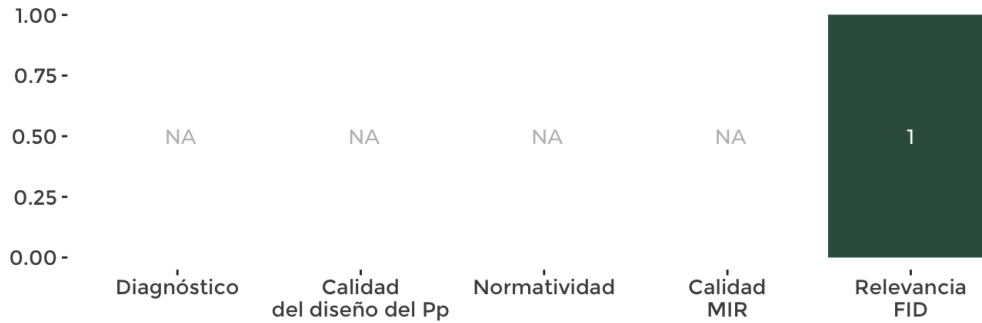 1.00
0.75
0.50
0.25
0.00
NA
NA
NA
NA
1
Diagnóstico
Calidad
del diseño del Pp
Normatividad
Calidad
MIR
Relevancia
FID